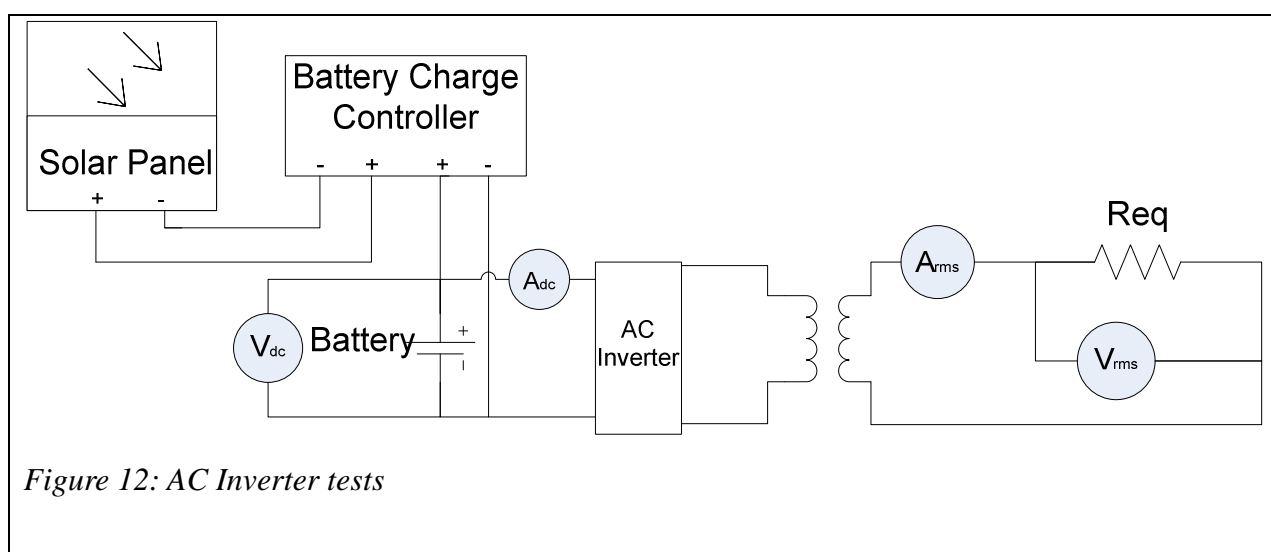 Battery Charge
Controller
- + + -
Solar Panel
+ -
Req
Arms
Adc
AC
Inverter
Vdc
Battery
+
-
Vrms
Figure 12: AC Inverter tests